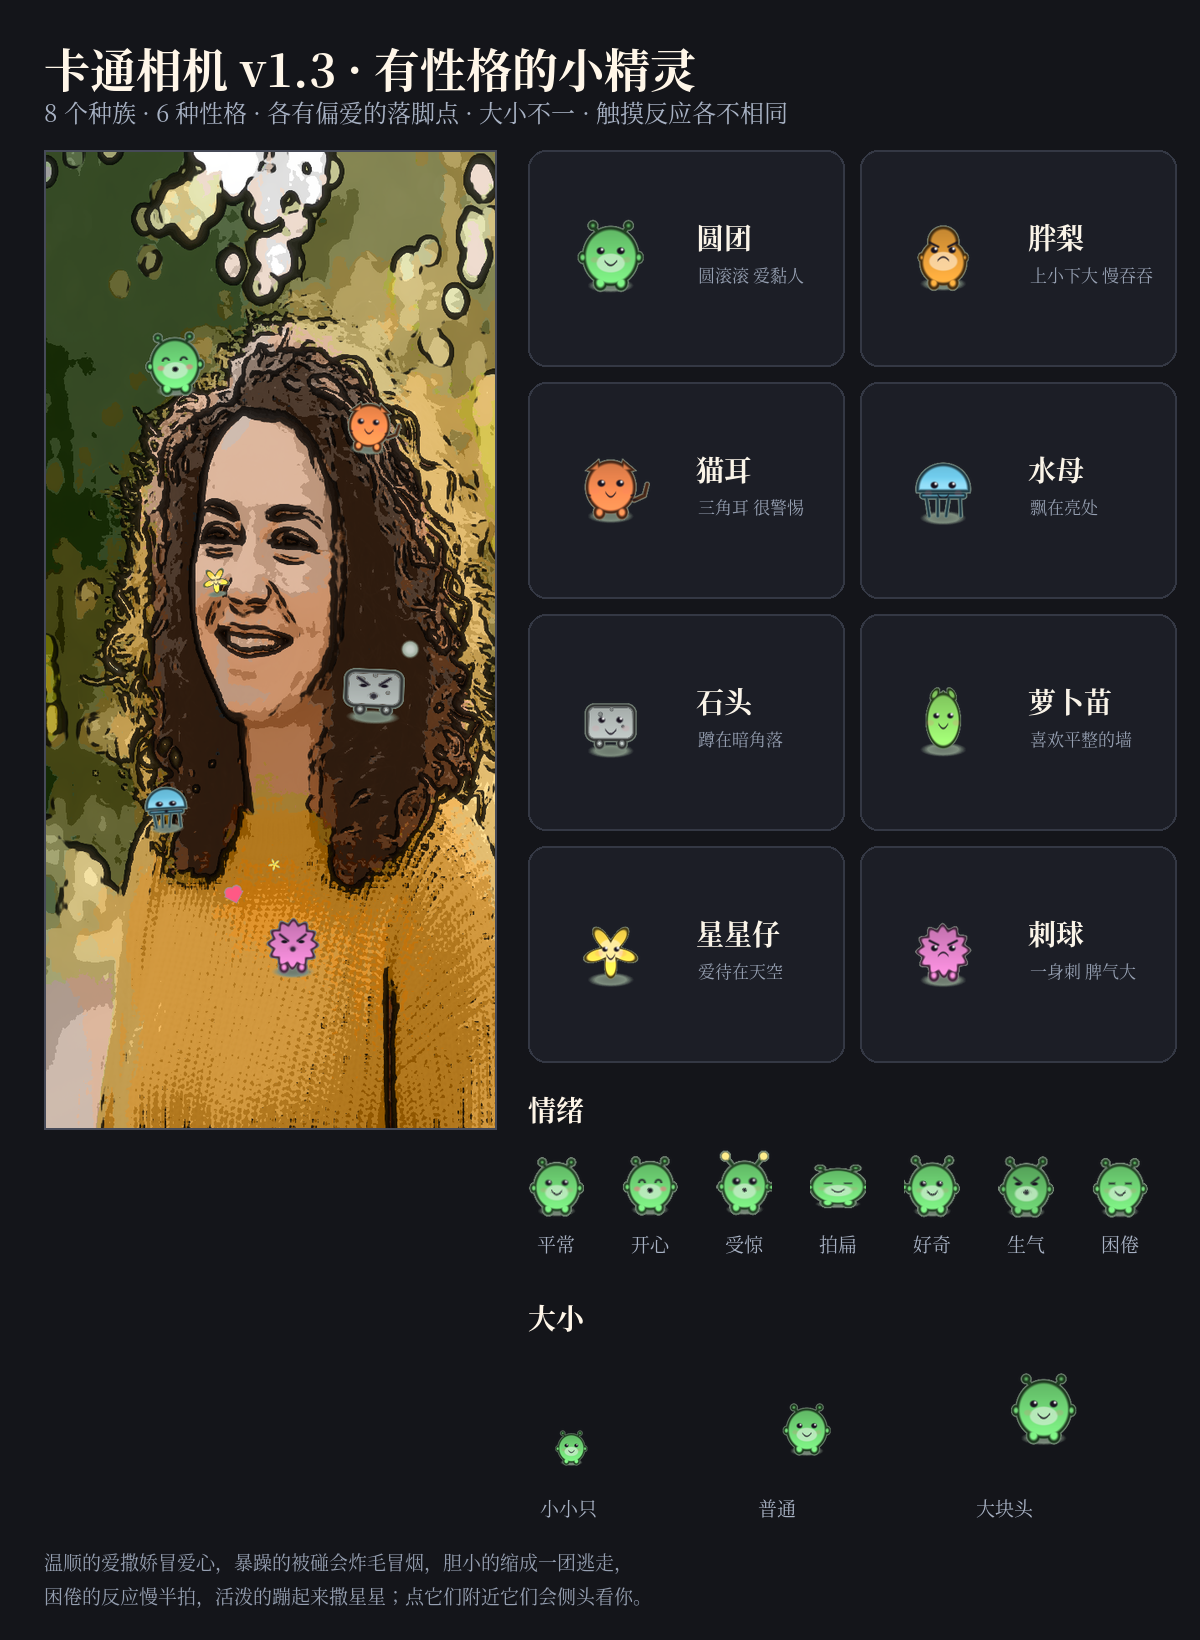 卡通相机 v1.3 · 有性格的小精灵
8 个种族 · 6 种性格 · 各有偏爱的落脚点 · 大小不一 · 触摸反应各不相同
圆团
圆滚滚 爱黏人
胖梨
上小下大 慢吞吞
猫耳
三角耳 很警惕
水母
飘在亮处
石头
蹲在暗角落
萝卜苗
喜欢平整的墙
星星仔
爱待在天空
刺球
一身刺 脾气大
情绪
平常
开心
受惊
拍扁
好奇
生气
困倦
大小
小小只
普通
大块头
温顺的爱撒娇冒爱心，暴躁的被碰会炸毛冒烟，胆小的缩成一团逃走，
困倦的反应慢半拍，活泼的蹦起来撒星星；点它们附近它们会侧头看你。